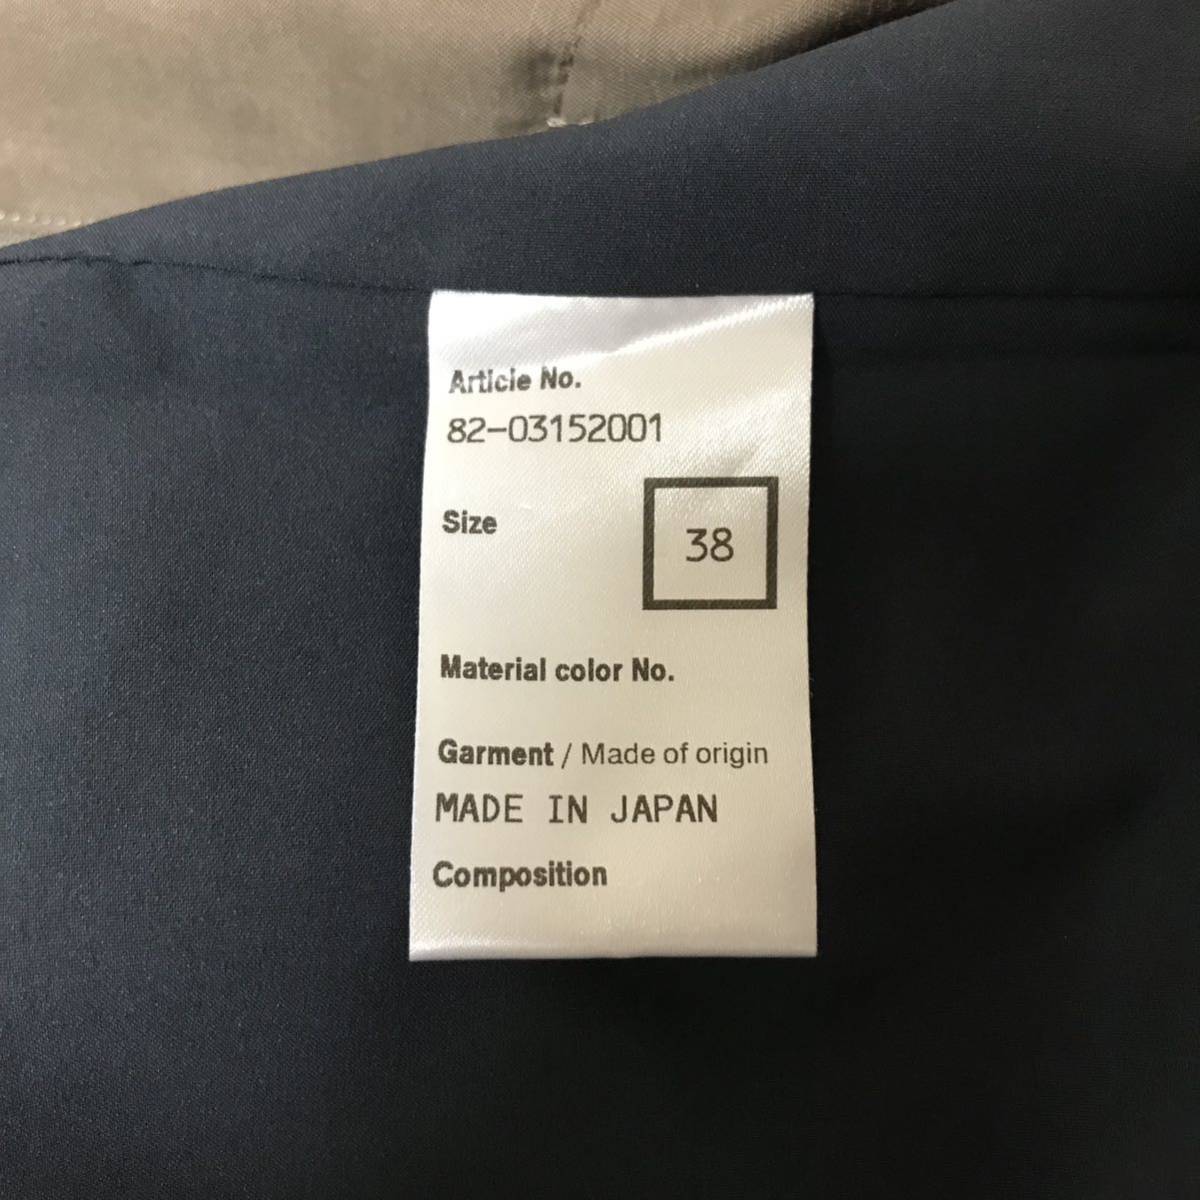 Article No.
82-03152001
Size
38
Material color No.
Garment / Made of origin
MADE IN JAPAN
Composition